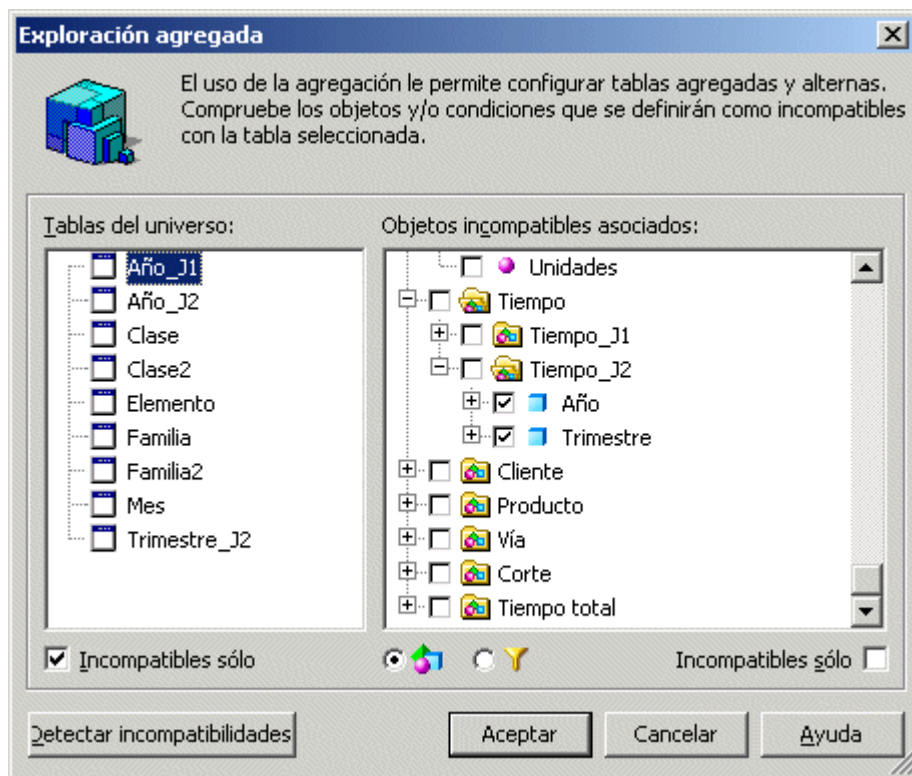 Exploración agregada
El uso de la agregación le permite configurar tablas agregadas y alternas.
Compruebe los objetos y/o condiciones que se definirán como incompatibles
con la tabla seleccionada.
Tablas del universo:
Año_J1
Año_J2
Clase
Clase2
Elemento
Familia
Familia2
Mes
Trimestre_J2
Incompatibles sólo
Objetos incompatibles asociados:
Unidades
Tiempo
Tiempo_J1
Tiempo_J2
Año
Trimestre
Cliente
Producto
Vía
Corte
Tiempo total
Incompatibles sólo
Detectar incompatibilidades
Aceptar
Cancelar
Ayuda